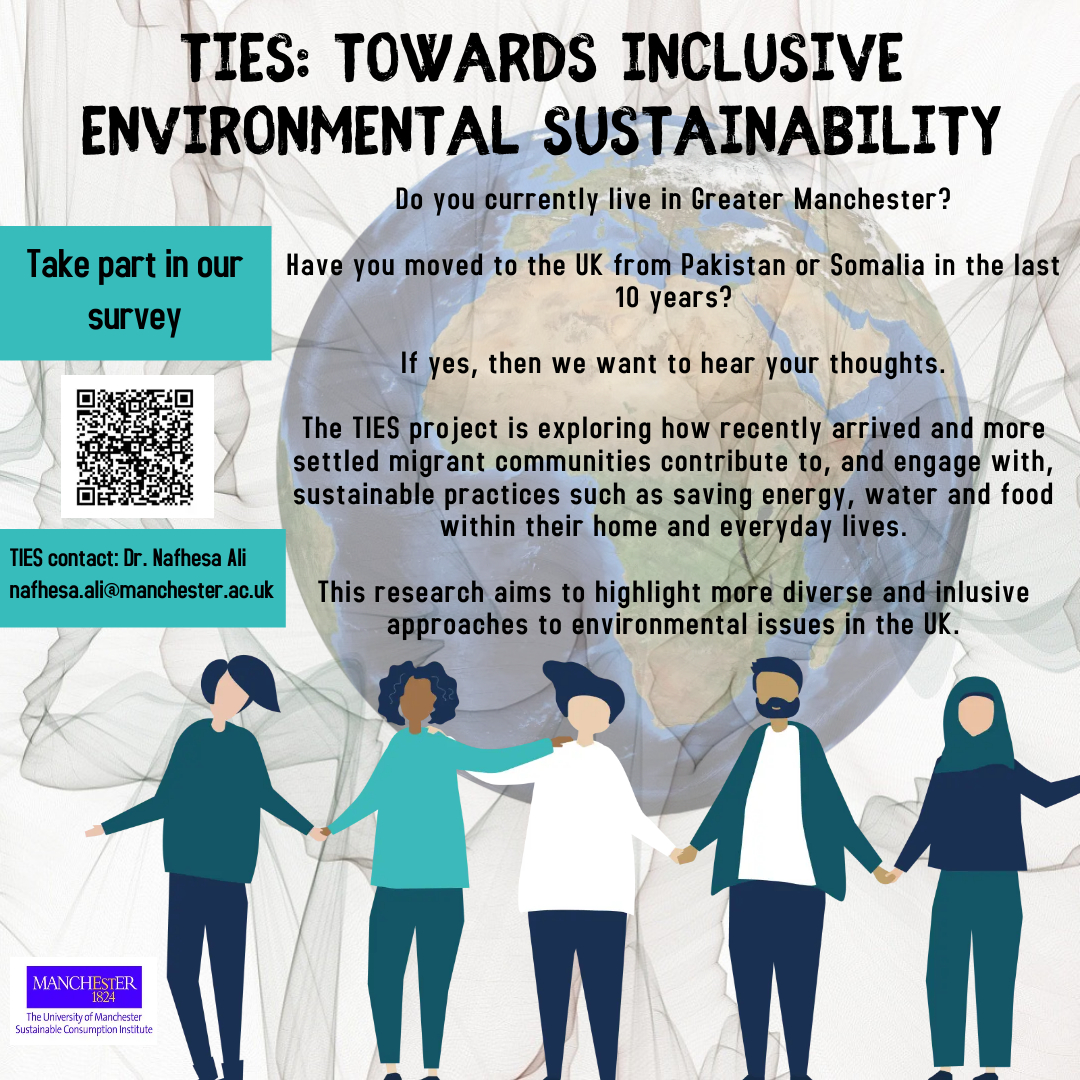 TIES: TOWARDS INCLUSIVE
ENVIRONMENTAL SUSTAINABILITY
Do you currently live in Greater Manchester?
Take part in our
survey
Have you moved to the UK from Pakistan or Somalia in the last
10 years?
If yes, then we want to hear your thoughts.
The TIES project is exploring how recently arrived and more
settled migrant communities contribute to, and engage with,
sustainable practices such as saving energy, water and food
within their home and everyday lives.
TIES contact: Dr. Nafhesa Ali
nafhesa.ali@manchester.ac.uk
This research aims to highlight more diverse and inlusive
approaches to environmental issues in the UK.
MANCHESTER
1824
The University of Manchester
Sustainable Consumption Institute